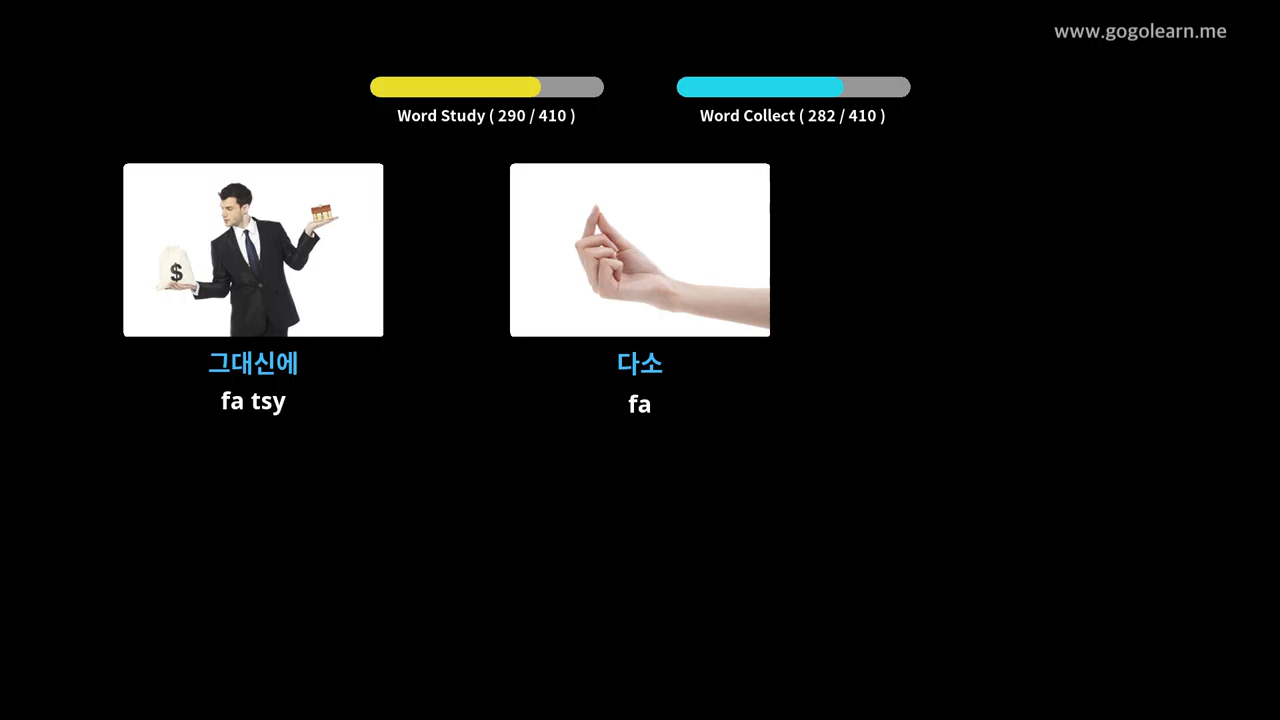 www.gogolearn.me
Word Study ( 290 / 410 )
Word Collect ( 282 / 410 )
$
그대신에
fa tsy
다소
fa